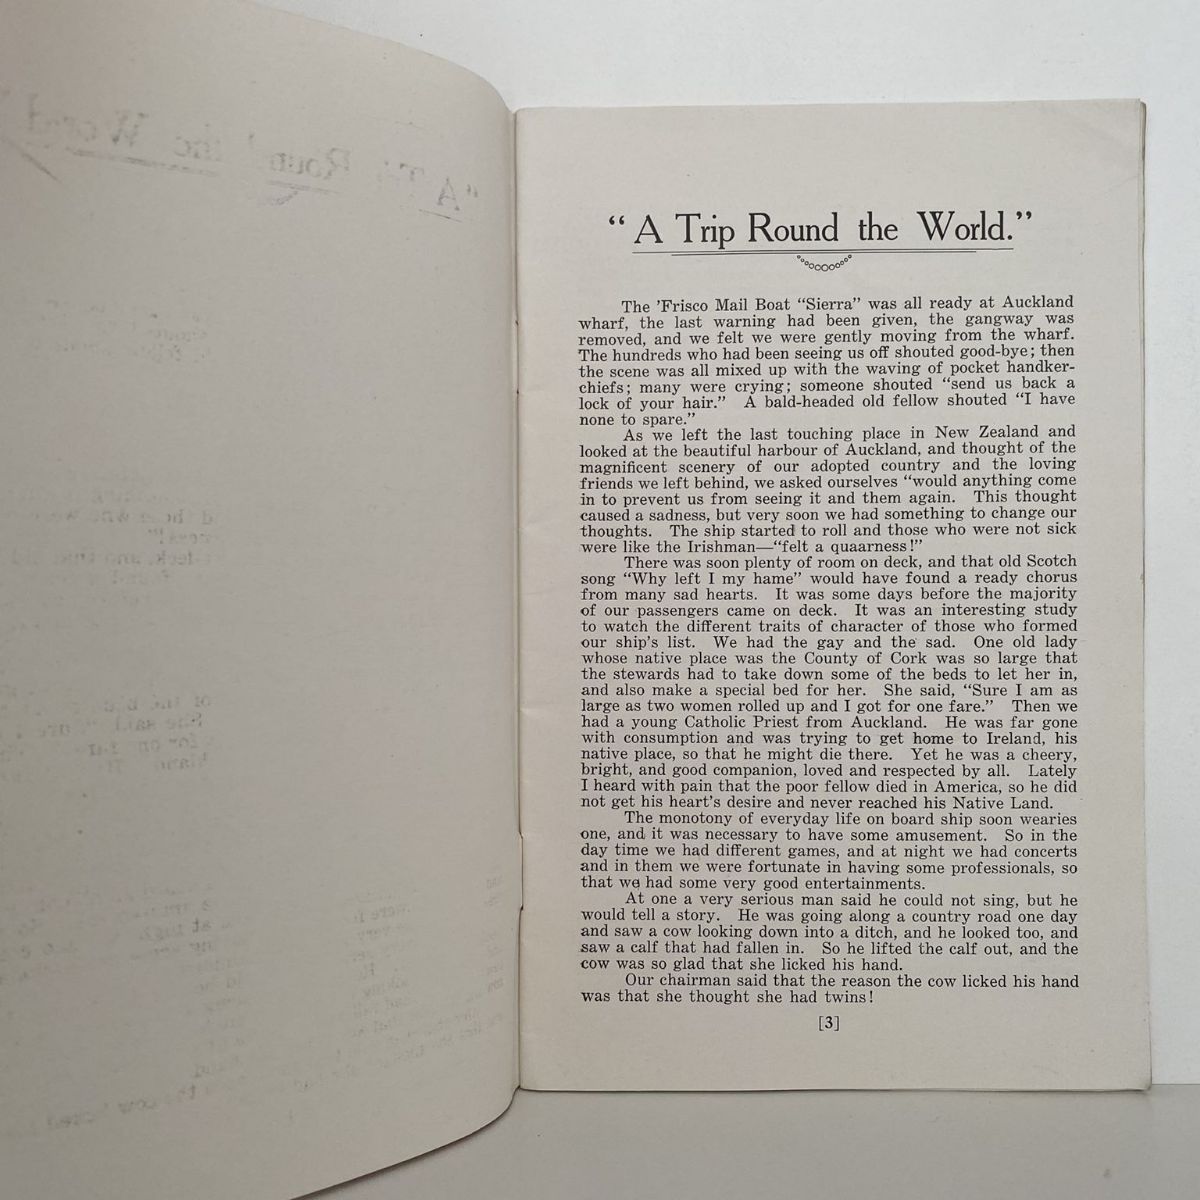 "A Trip Round the World."
The 'Frisco Mail Boat "Sierra" was all ready at Auckland
wharf, the last warning had been given, the gangway was
removed, and we felt we were gently moving from the wharf.
The hundreds who had been seeing us off shouted good-bye; then
the scene was all mixed up with the waving of pocket handker-
chiefs; many were crying; someone shouted "send us back a
lock of your hair." A bald-headed old fellow shouted "I have
none to spare."
As we left the last touching place in New Zealand and
looked at the beautiful harbour of Auckland, and thought of the
magnificent scenery of our adopted country and the loving
friends we left behind, we asked ourselves "would anything come
in to prevent us from seeing it and them again. This thought
caused a sadness, but very soon we had something to change our
thoughts. The ship started to roll and those who were not sick
were like the Irishman—"felt a quaarness!"
There was soon plenty of room on deck, and that old Scotch
song "Why left I my hame" would have found a ready chorus
from many sad hearts. It was some days before the majority
of our passengers came on deck. It was an interesting study
to watch the different traits of character of those who formed
our ship's list. We had the gay and the sad. One old lady
whose native place was the County of Cork was so large that
the stewards had to take down some of the beds to let her in,
and also make a special bed for her. She said, "Sure I am as
large as two women rolled up and I got for one fare." Then we
had a young Catholic Priest from Auckland. He was far gone
with consumption and was trying to get home to Ireland, his
native place, so that he might die there. Yet he was a cheery,
bright, and good companion, loved and respected by all. Lately
I heard with pain that the poor fellow died in America, so he did
not get his heart's desire and never reached his Native Land.
The monotony of everyday life on board ship soon wearies
one, and it was necessary to have some amusement. So in the
day time we had different games, and at night we had concerts
and in them we were fortunate in having some professionals, so
that we had some very good entertainments.
At one a very serious man said he could not sing, but he
would tell a story. He was going along a country road one day
and saw a cow looking down into a ditch, and he looked too, and
saw a calf that had fallen in. So he lifted the calf out, and the
cow was so glad that she licked his hand.
Our chairman said that the reason the cow licked his hand
was that she thought she had twins!
[3]